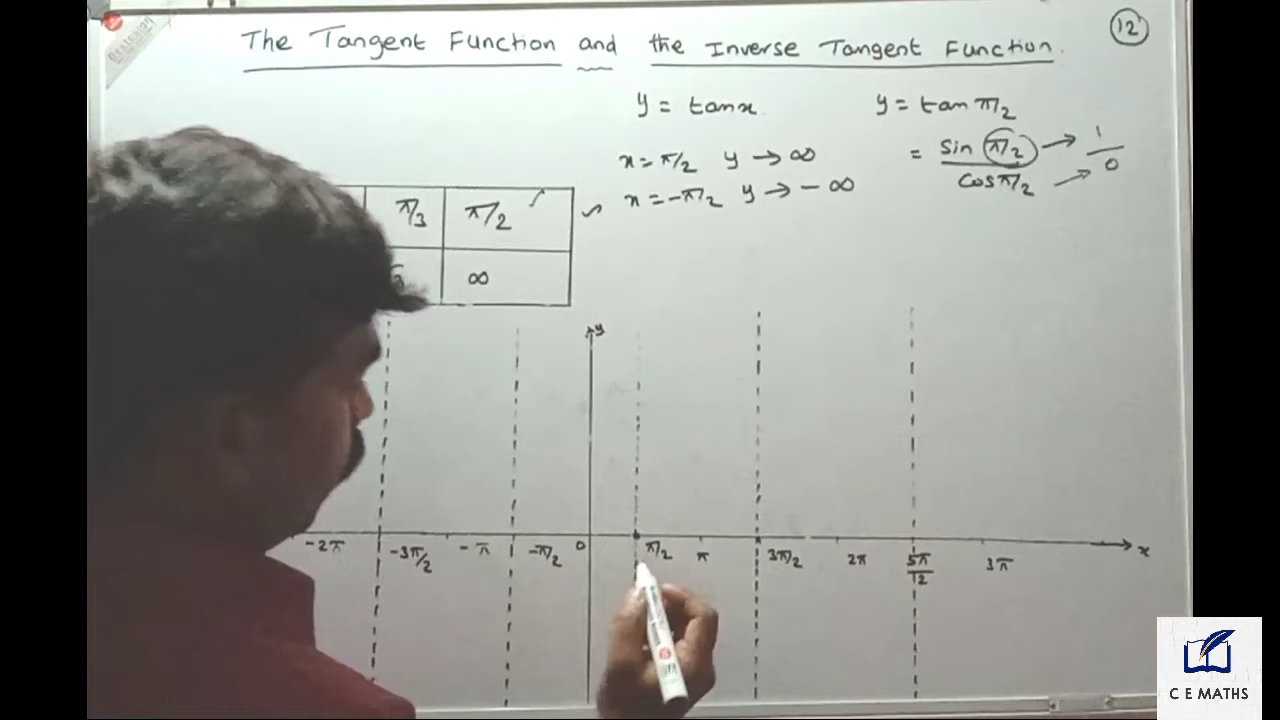 The Tangent Function and the Inverse Tangent Function.
12
y = tanx.
y = tan π/2
x = π/2 y → ∞
= sin π/2 / cos π/2 → 1/0
x = -π/2 y → -∞
π/3 π/2
∞
y
-2π -3π/2 -π -π/2 0 π/2 π 3π/2 2π 5π/12 3π x
C E MATHS